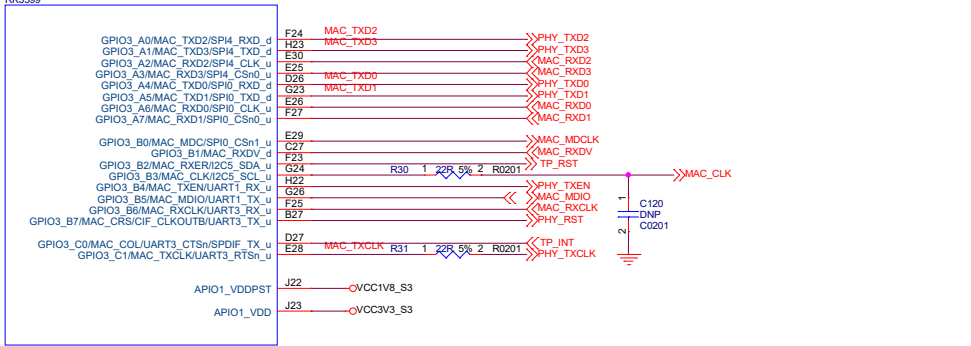 RK3399
GPIO3_A0/MAC_TXD2/SPI4_RXD_d F24 MAC_TXD2 PHY_TXD2
GPIO3_A1/MAC_TXD3/SPI4_TXD_d H23 MAC_TXD3 PHY_TXD3
GPIO3_A2/MAC_RXD2/SPI4_CLK_u E30 MAC_RXD2
GPIO3_A3/MAC_RXD3/SPI4_CSn0_u E25 MAC_RXD3
GPIO3_A4/MAC_TXD0/SPI0_RXD_d D26 MAC_TXD0 PHY_TXD0
GPIO3_A5/MAC_TXD1/SPI0_TXD_d G23 MAC_TXD1 PHY_TXD1
GPIO3_A6/MAC_RXD0/SPI0_CLK_u E26 MAC_RXD0
GPIO3_A7/MAC_RXD1/SPI0_CSn0_u F27 MAC_RXD1
GPIO3_B0/MAC_MDC/SPI0_CSn1_u E29 MAC_MDCLK
GPIO3_B1/MAC_RXDV_d C27 MAC_RXDV
GPIO3_B2/MAC_RXER/I2C5_SDA_u F23 TP_RST
GPIO3_B3/MAC_CLK/I2C5_SCL_u G24 R30 1 22R 5% 2 R0201 MAC_CLK
GPIO3_B4/MAC_TXEN/UART1_RX_u H22 PHY_TXEN
GPIO3_B5/MAC_MDIO/UART1_TX_u G26 MAC_MDIO
GPIO3_B6/MAC_RXCLK/UART3_RX_u F25 MAC_RXCLK
GPIO3_B7/MAC_CRS/CIF_CLKOUTB/UART3_TX_u B27 PHY_RST
1
C120
DNP
C0201
2
GPIO3_C0/MAC_COL/UART3_CTSn/SPDIF_TX_u D27 TP_INT
GPIO3_C1/MAC_TXCLK/UART3_RTSn_u E28 MAC_TXCLK R31 1 22R 5% 2 R0201 PHY_TXCLK
APIO1_VDDPST J22 VCC1V8_S3
APIO1_VDD J23 VCC3V3_S3